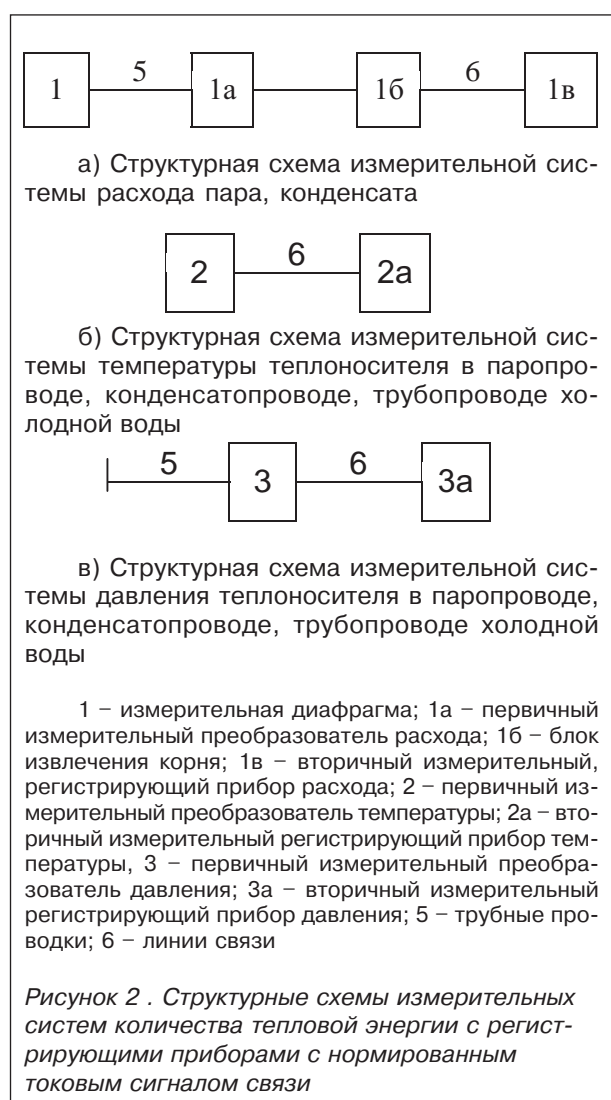 5 6
1 1а 1б 1в
а) Структурная схема измерительной сис-
темы расхода пара, конденсата
6
2 2а
б) Структурная схема измерительной сис-
темы температуры теплоносителя в паропро-
воде, конденсатопроводе, трубопроводе хо-
лодной воды
5 6
3 3а
в) Структурная схема измерительной сис-
темы давления теплоносителя в паропроводе,
конденсатопроводе, трубопроводе холодной
воды
1 – измерительная диафрагма; 1а – первичный
измерительный преобразователь расхода; 1б – блок
извлечения корня; 1в – вторичный измерительный,
регистрирующий прибор расхода; 2 – первичный из-
мерительный преобразователь температуры; 2а – вто-
ричный измерительный регистрирующий прибор тем-
пературы, 3 – первичный измерительный преобра-
зователь давления; 3а – вторичный измерительный
регистрирующий прибор давления; 5 – трубные про-
водки; 6 – линии связи
Рисунок 2 . Структурные схемы измерительных
систем количества тепловой энергии с регист-
рирующими приборами с нормированным
токовым сигналом связи